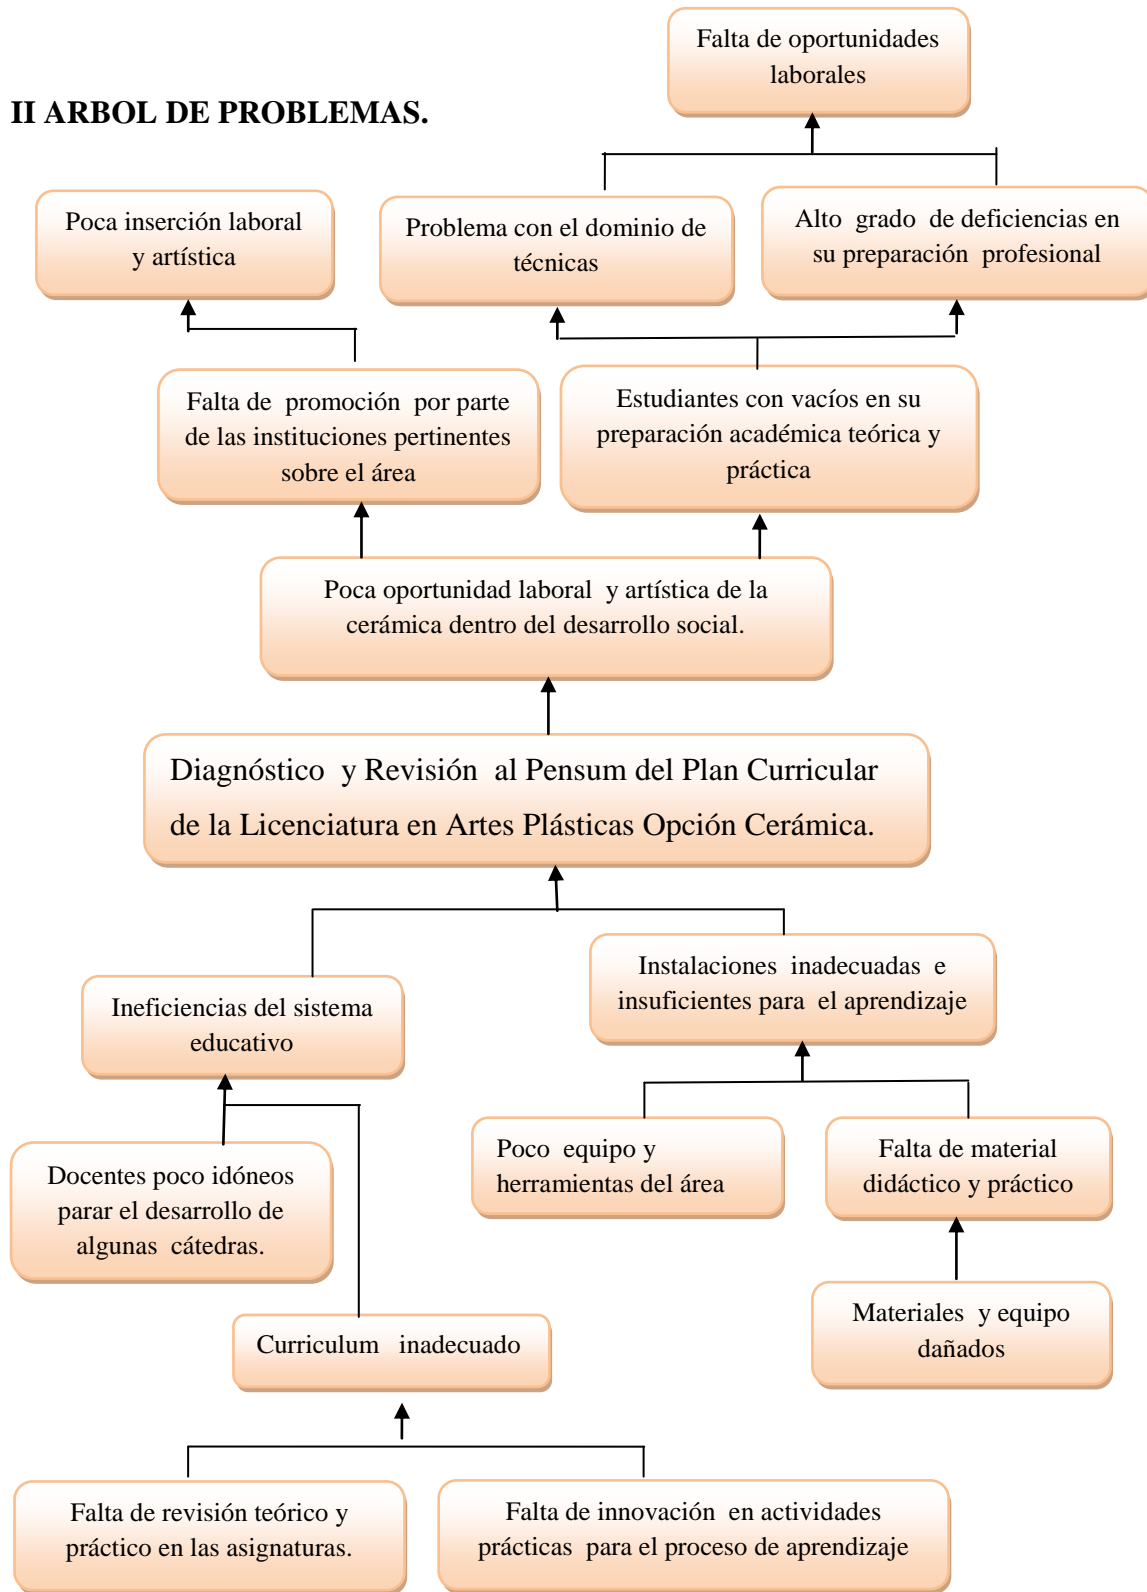 Falta de oportunidades
laborales
II ARBOL DE PROBLEMAS.
Poca inserción laboral
y artística
Problema con el dominio de
técnicas
Alto grado de deficiencias en
su preparación profesional
Falta de promoción por parte
de las instituciones pertinentes
sobre el área
Estudiantes con vacíos en su
preparación académica teórica y
práctica
Poca oportunidad laboral y artística de la
cerámica dentro del desarrollo social.
Diagnóstico y Revisión al Pensum del Plan Curricular
de la Licenciatura en Artes Plásticas Opción Cerámica.
Ineficiencias del sistema
educativo
Instalaciones inadecuadas e
insuficientes para el aprendizaje
Docentes poco idóneos
parar el desarrollo de
algunas cátedras.
Poco equipo y
herramientas del área
Falta de material
didáctico y práctico
Curriculum inadecuado
Materiales y equipo
dañados
Falta de revisión teórico y
práctico en las asignaturas.
Falta de innovación en actividades
prácticas para el proceso de aprendizaje